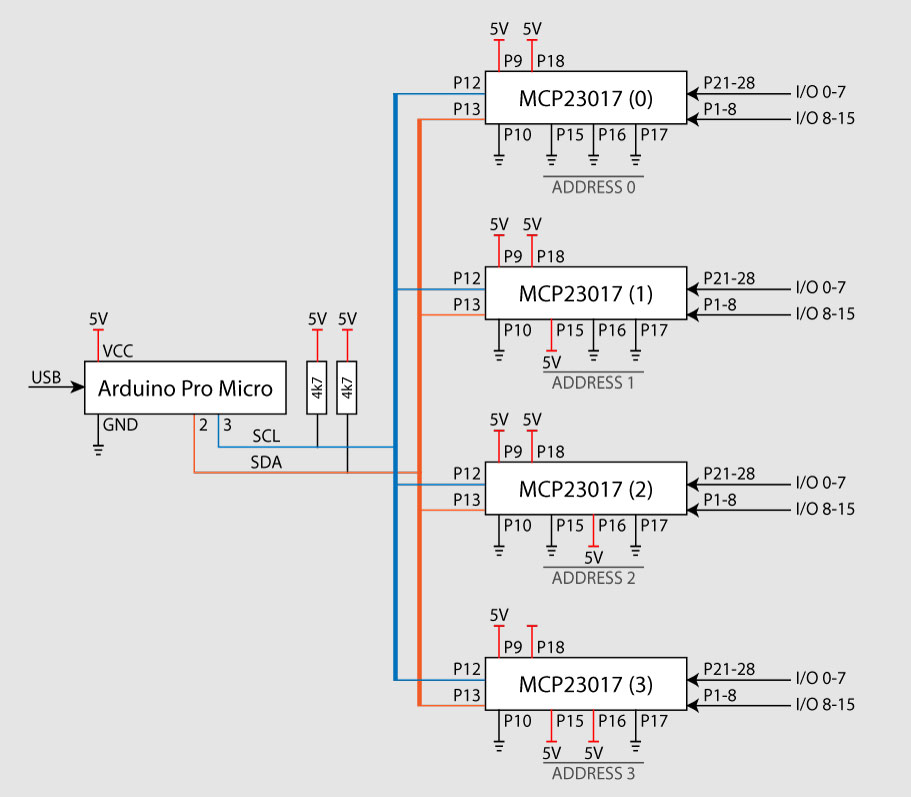 5V 5V
P9 P18
P12 MCP23017 (0) P21-28 I/O 0-7
P13 P1-8 I/O 8-15
P10 P15 P16 P17
ADDRESS 0
5V 5V
P9 P18
P12 MCP23017 (1) P21-28 I/O 0-7
P13 P1-8 I/O 8-15
P10 P15 P16 P17
5V
ADDRESS 1
5V 5V 5V
VCC
USB Arduino Pro Micro 4k7 4k7
GND 2 3
SCL
SDA
5V 5V
P9 P18
P12 MCP23017 (2) P21-28 I/O 0-7
P13 P1-8 I/O 8-15
P10 P15 P16 P17
5V
ADDRESS 2
5V
P9 P18
P12 MCP23017 (3) P21-28 I/O 0-7
P13 P1-8 I/O 8-15
P10 P15 P16 P17
5V 5V
ADDRESS 3